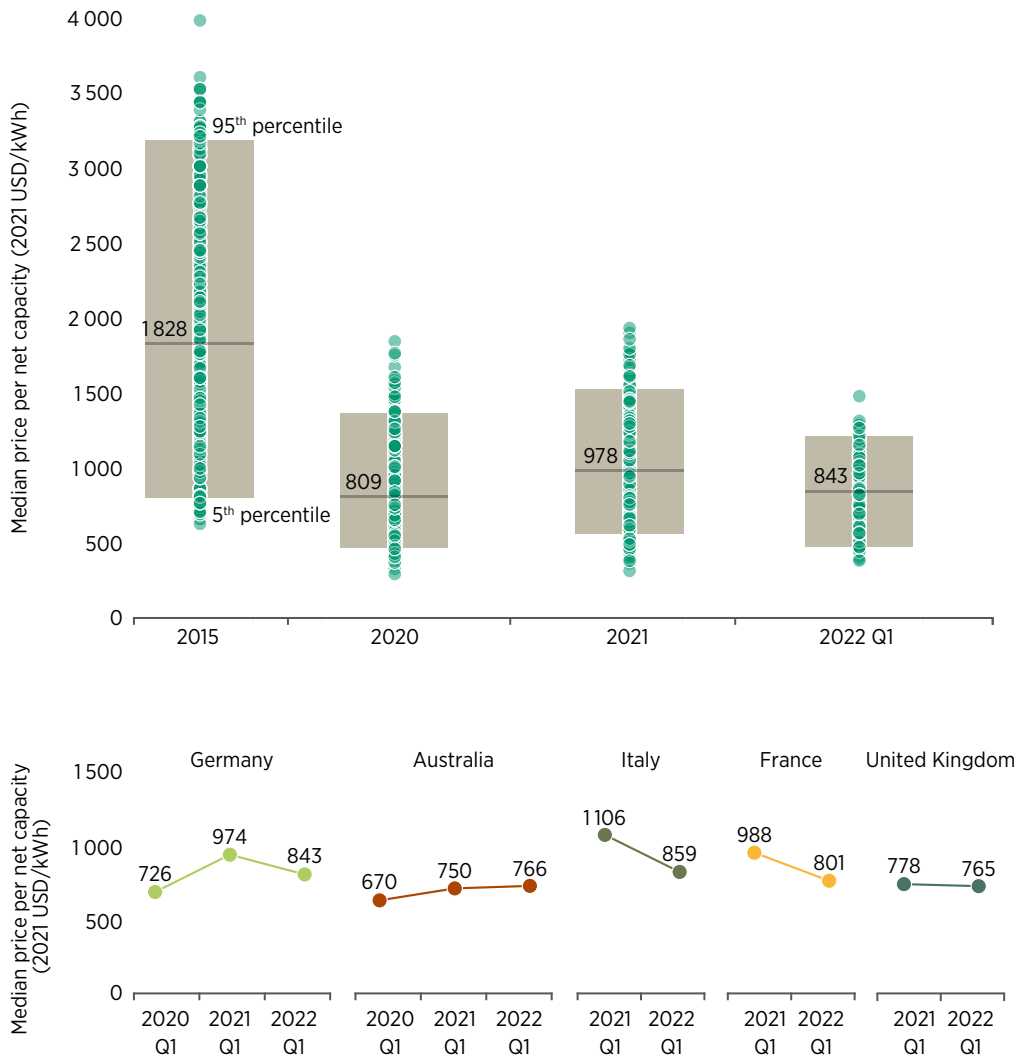 Median price per net capacity (2021 USD/kWh)
4 000
3 500
3 000
2 500
2 000
1 500
1 000
500
0
95th percentile
5th percentile
1 828
809
978
843
2015
2020
2021
2022 Q1
Median price per net capacity
(2021 USD/kWh)
1 500
1 000
500
0
Germany
Australia
Italy
France
United Kingdom
726
974
843
670
750
766
1 106
859
988
801
778
765
2020
Q1
2021
Q1
2022
Q1
2020
Q1
2021
Q1
2022
Q1
2021
Q1
2022
Q1
2021
Q1
2022
Q1
2021
Q1
2022
Q1